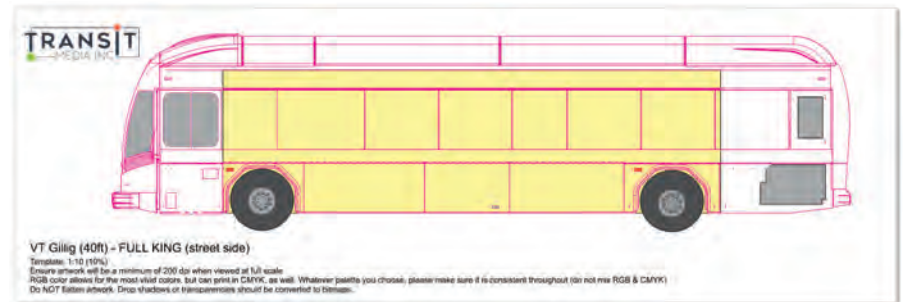 TRANSIT
MEDIA INC
VT Gillig (40ft) - FULL KING (street side)
Template: 1:10 (10%)
Ensure artwork will be a minimum of 200 dpi when viewed at full scale
RGB color allows for the most vivid colors, but can print in CMYK, as well. Whatever palette you choose, please make sure it is consistent throughout (do not mix RGB & CMYK)
Do NOT flatten artwork. Drop shadows or transparencies should be converted to bitmaps.